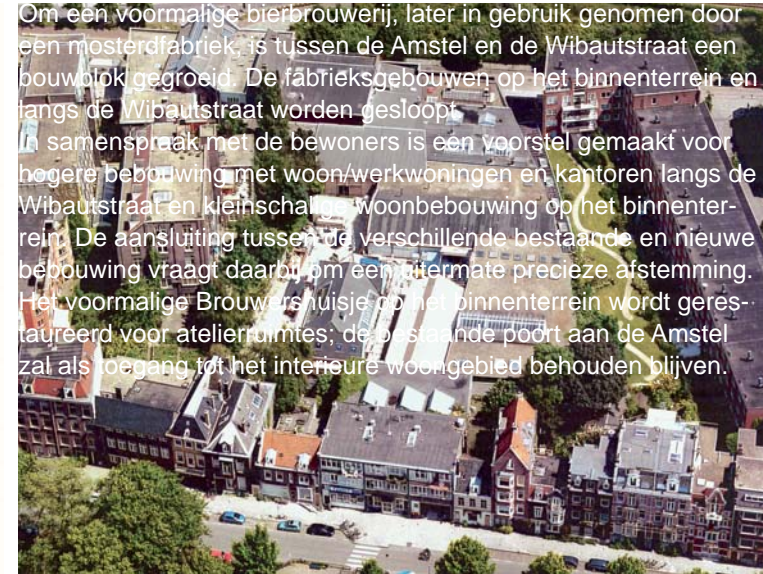 Om een voormalige bierbrouwerij, later in gebruik genomen door
een mosterdfabriek, is tussen de Amstel en de Wibautstraat een
bouwblok gegroeid. De fabrieksgebouwen op het binnenterrein en
langs de Wibautstraat worden gesloopt.
In samenspraak met de bewoners is een voorstel gemaakt voor
hogere bebouwing met woon/werkwoningen en kantoren langs de
Wibautstraat en kleinschalige woonbebouwing op het binnenter-
rein. De aansluiting tussen de verschillende bestaande en nieuwe
bebouwing vraagt daarbij om een uitermate precieze afstemming.
Het voormalige Brouwershuisje op het binnenterrein wordt geres-
taureerd voor atelierruimtes; de bestaande poort aan de Amstel
zal als toegang tot het interieure woongebied behouden blijven.